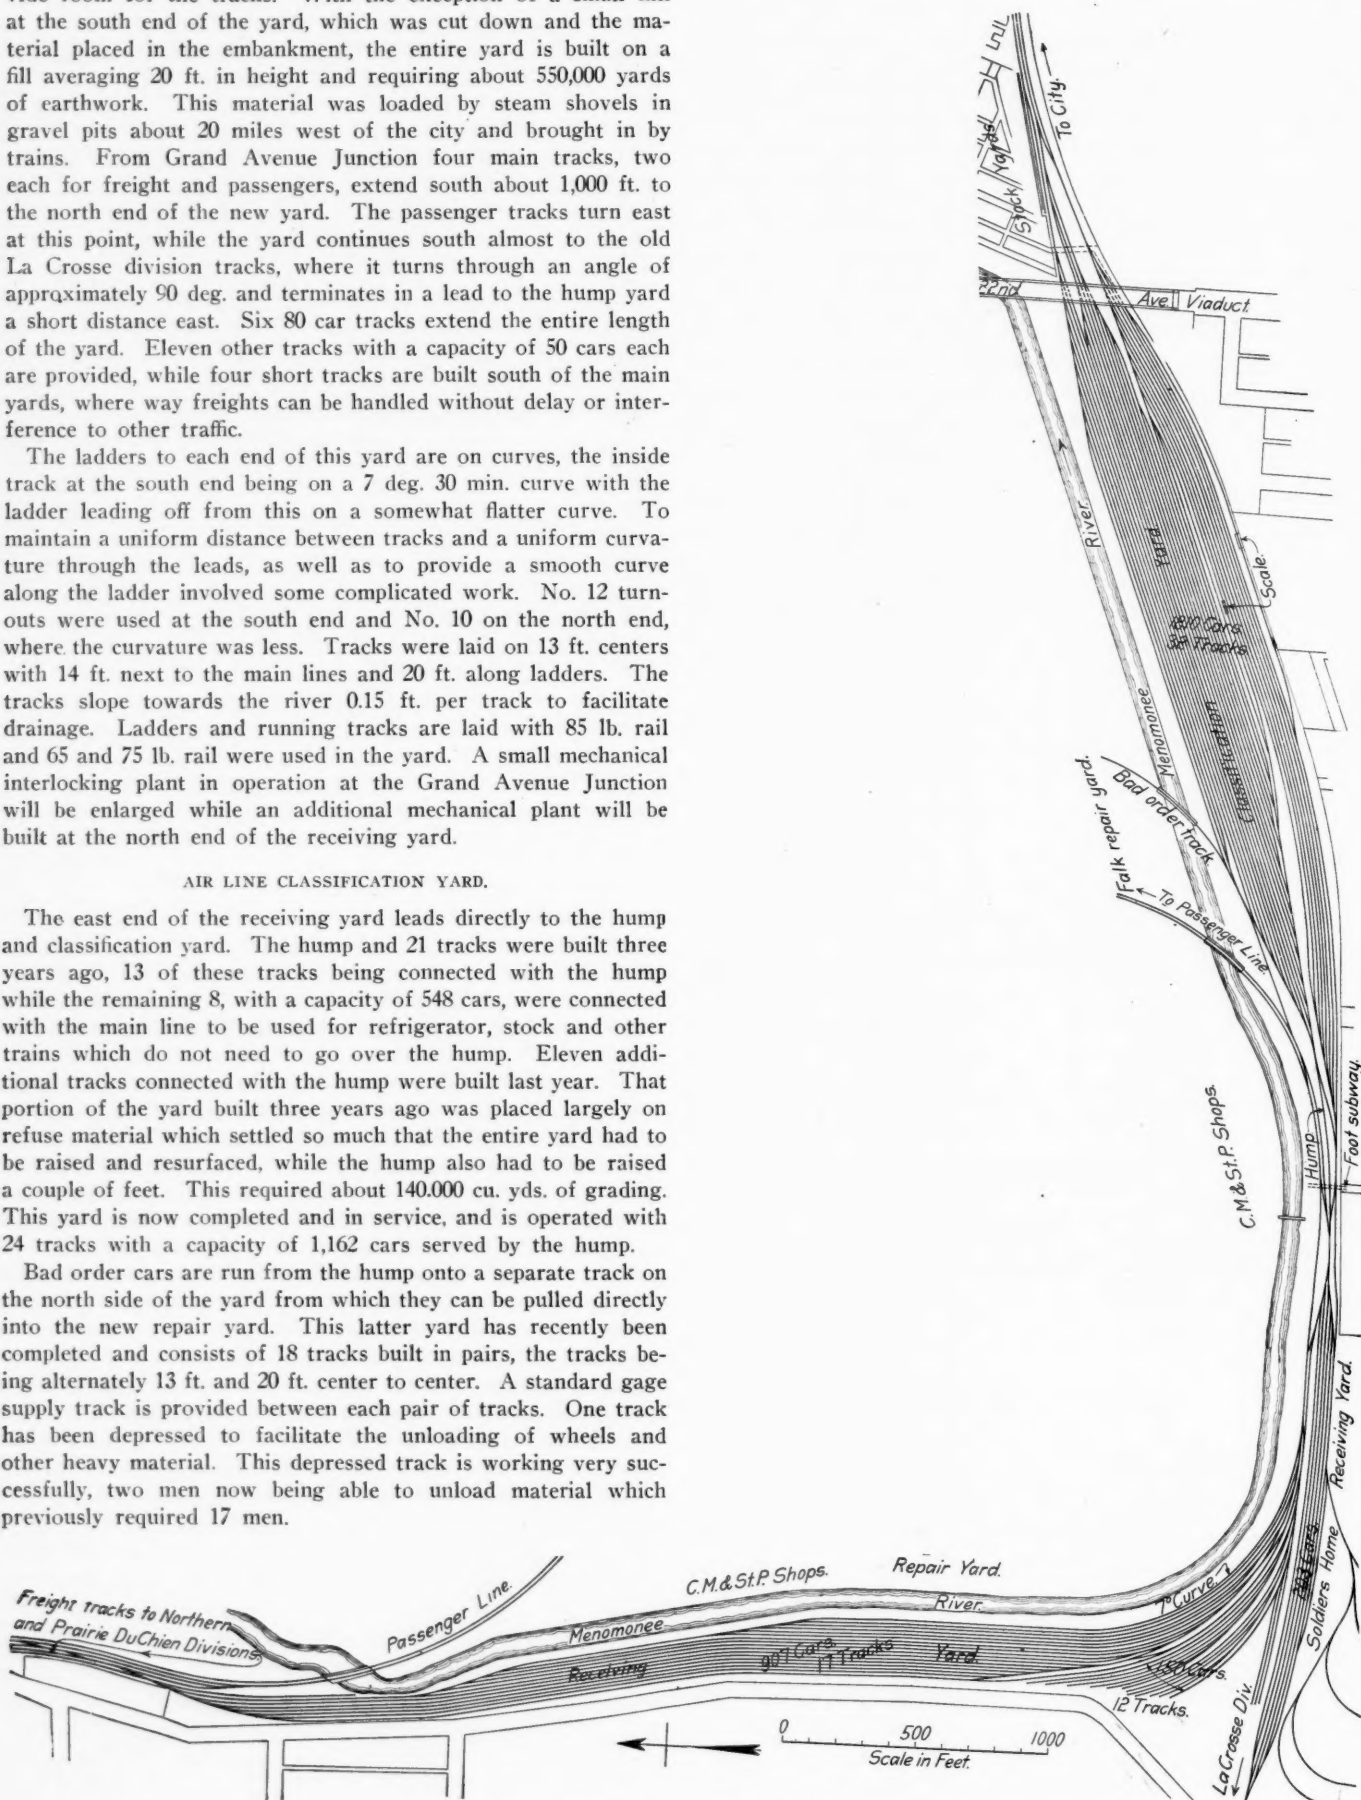 at the south end of the yard, which was cut down and the ma-
terial placed in the embankment, the entire yard is built on a
fill averaging 20 ft. in height and requiring about 550,000 yards
of earthwork. This material was loaded by steam shovels in
gravel pits about 20 miles west of the city and brought in by
trains. From Grand Avenue Junction four main tracks, two
each for freight and passengers, extend south about 1,000 ft. to
the north end of the new yard. The passenger tracks turn east
at this point, while the yard continues south almost to the old
La Crosse division tracks, where it turns through an angle of
approximately 90 deg. and terminates in a lead to the hump yard
a short distance east. Six 80 car tracks extend the entire length
of the yard. Eleven other tracks with a capacity of 50 cars each
are provided, while four short tracks are built south of the main
yards, where way freights can be handled without delay or inter-
ference to other traffic.
The ladders to each end of this yard are on curves, the inside
track at the south end being on a 7 deg. 30 min. curve with the
ladder leading off from this on a somewhat flatter curve. To
maintain a uniform distance between tracks and a uniform curva-
ture through the leads, as well as to provide a smooth curve
along the ladder involved some complicated work. No. 12 turn-
outs were used at the south end and No. 10 on the north end,
where the curvature was less. Tracks were laid on 13 ft. centers
with 14 ft. next to the main lines and 20 ft. along ladders. The
tracks slope towards the river 0.15 ft. per track to facilitate
drainage. Ladders and running tracks are laid with 85 lb. rail
and 65 and 75 lb. rail were used in the yard. A small mechanical
interlocking plant in operation at the Grand Avenue Junction
will be enlarged while an additional mechanical plant will be
built at the north end of the receiving yard.
AIR LINE CLASSIFICATION YARD.
The east end of the receiving yard leads directly to the hump
and classification yard. The hump and 21 tracks were built three
years ago, 13 of these tracks being connected with the hump
while the remaining 8, with a capacity of 548 cars, were connected
with the main line to be used for refrigerator, stock and other
trains which do not need to go over the hump. Eleven addi-
tional tracks connected with the hump were built last year. That
portion of the yard built three years ago was placed largely on
refuse material which settled so much that the entire yard had to
be raised and resurfaced, while the hump also had to be raised
a couple of feet. This required about 140.000 cu. yds. of grading.
This yard is now completed and in service, and is operated with
24 tracks with a capacity of 1,162 cars served by the hump.
Bad order cars are run from the hump onto a separate track on
the north side of the yard from which they can be pulled directly
into the new repair yard. This latter yard has recently been
completed and consists of 18 tracks built in pairs, the tracks be-
ing alternately 13 ft. and 20 ft. center to center. A standard gage
supply track is provided between each pair of tracks. One track
has been depressed to facilitate the unloading of wheels and
other heavy material. This depressed track is working very suc-
cessfully, two men now being able to unload material which
previously required 17 men.
To City.
Stock Yards
22nd Ave. Viaduct.
Menomonee River
Classification Yard
Cars
32 Tracks
Scale.
Bad order track
Falk repair yard.
To Passenger Line.
C.M.&St.P. Shops.
Hump
Foot subway.
Receiving Yard.
Cars.
Soldiers Home
LaCrosse Div.
Freight tracks to Northern
and Prairie DuChien Divisions
Passenger Line.
C.M.&St.P. Shops.
Repair Yard.
Menomonee River.
7° Curve
Receiving Yard.
907 Cars.
17 Tracks
Cars.
12 Tracks.
0 500 1000
Scale in Feet.